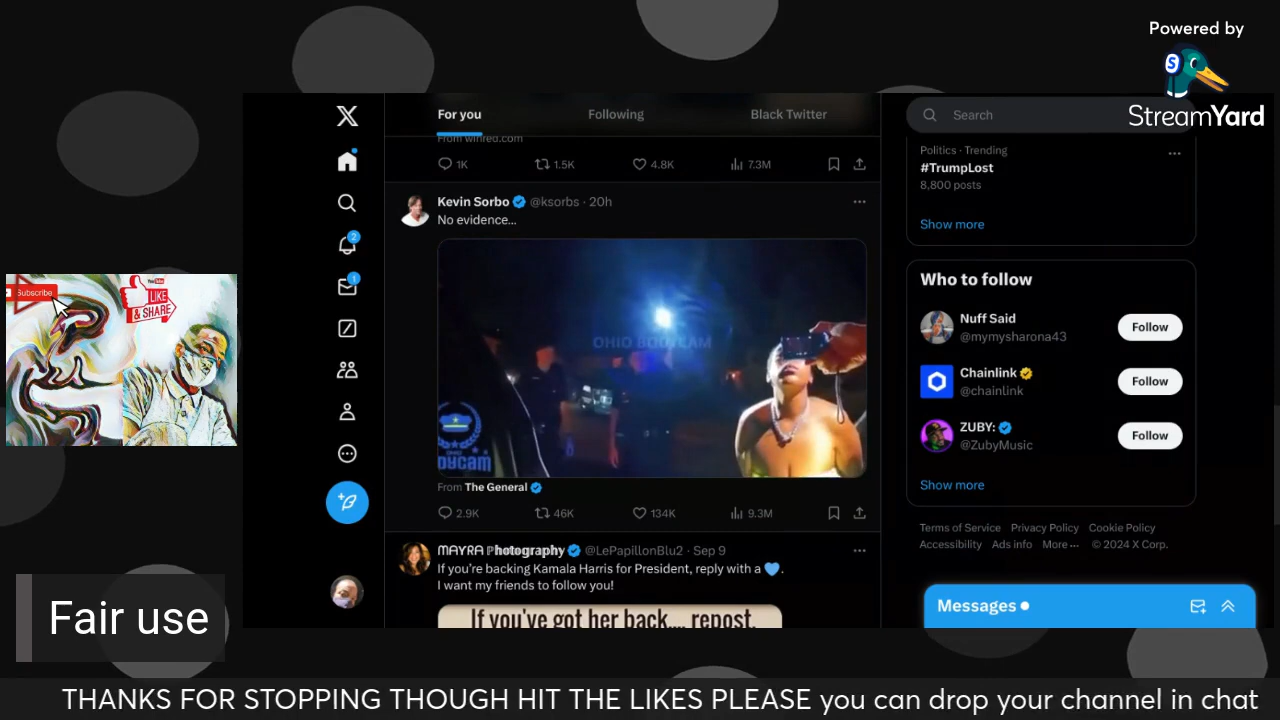 Powered by
StreamYard
For you
Following
Black Twitter
Search
From winred.com
1K
1.5K
4.8K
7.3M
Politics · Trending
#TrumpLost
8,800 posts
Show more
Kevin Sorbo @ksorbs · 20h
No evidence...
OHIO BODYCAM
From The General
2.9K
46K
134K
9.3M
Who to follow
Nuff Said
@mymysharona43
Follow
Chainlink
@chainlink
Follow
ZUBY:
@ZubyMusic
Follow
Show more
Terms of Service Privacy Policy Cookie Policy
Accessibility Ads info More ··· © 2024 X Corp.
2
1
MAYRA Photography @LePapillonBlu2 · Sep 9
If you're backing Kamala Harris for President, reply with a 💙.
I want my friends to follow you!
If you've got her back.... repost.
Messages
Subscribe
YouTube
LIKE
& SHARE
Fair use
THANKS FOR STOPPING THOUGH HIT THE LIKES PLEASE you can drop your channel in chat